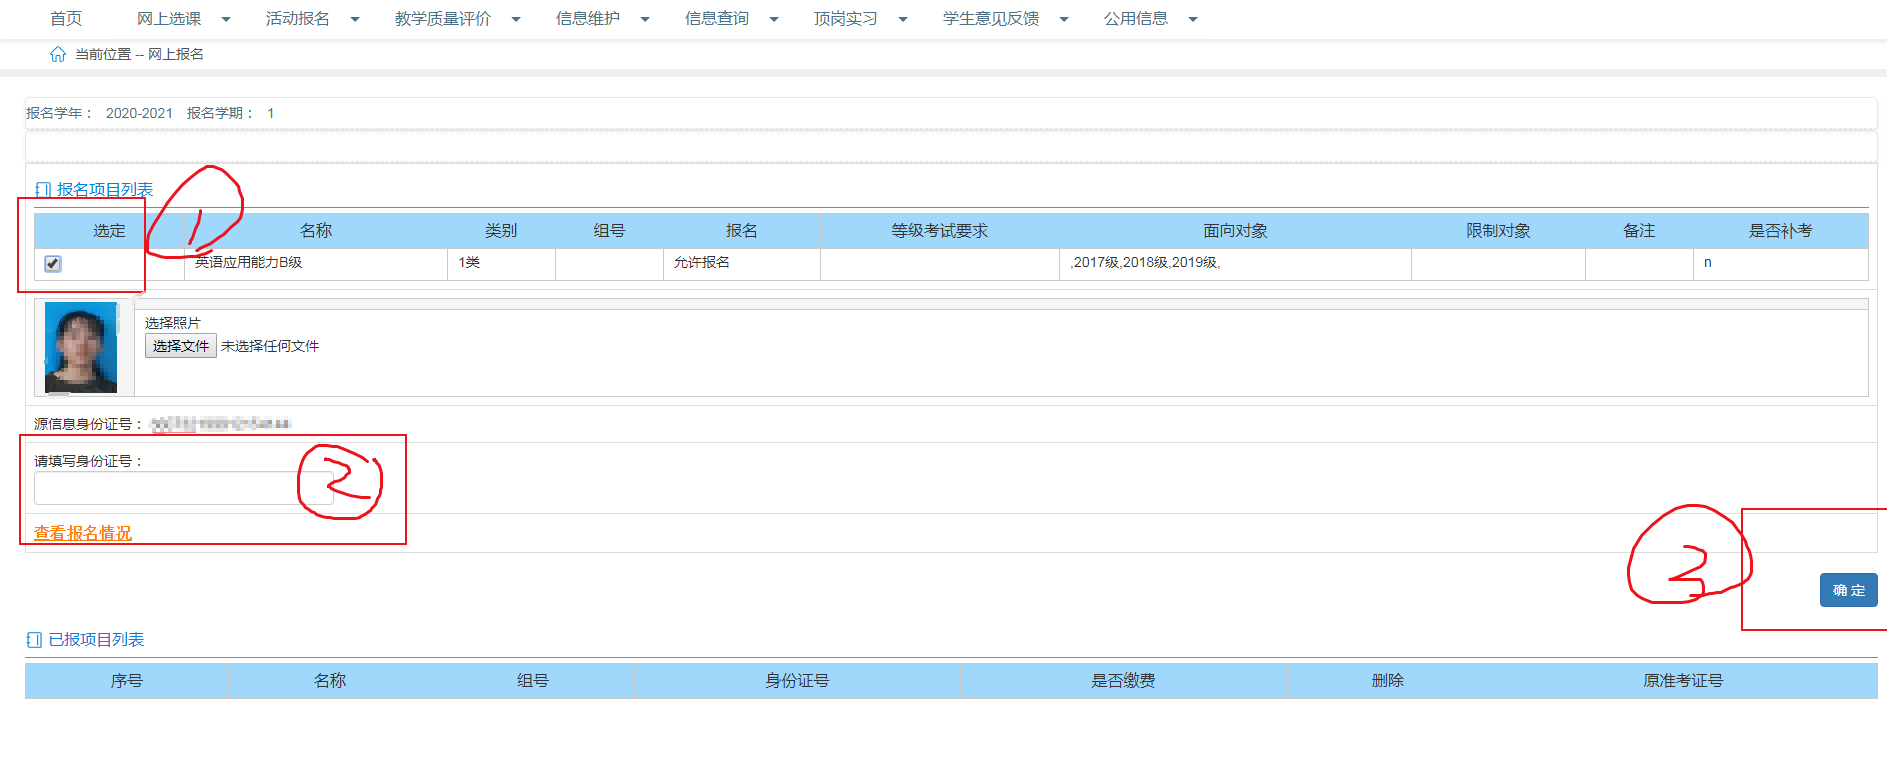 首页 网上选课 活动报名 教学质量评价 信息维护 信息查询 顶岗实习 学生意见反馈 公用信息
当前位置 -- 网上报名
报名学年： 2020-2021 报名学期： 1
报名项目列表
1
选定 名称 类别 组号 报名 等级考试要求 面向对象 限制对象 备注 是否补考
英语应用能力B级 1类 允许报名 ,2017级,2018级,2019级, n
选择照片
选择文件 未选择任何文件
源信息身份证号：
请填写身份证号：
2
查看报名情况
3
确 定
已报项目列表
序号 名称 组号 身份证号 是否缴费 删除 原准考证号